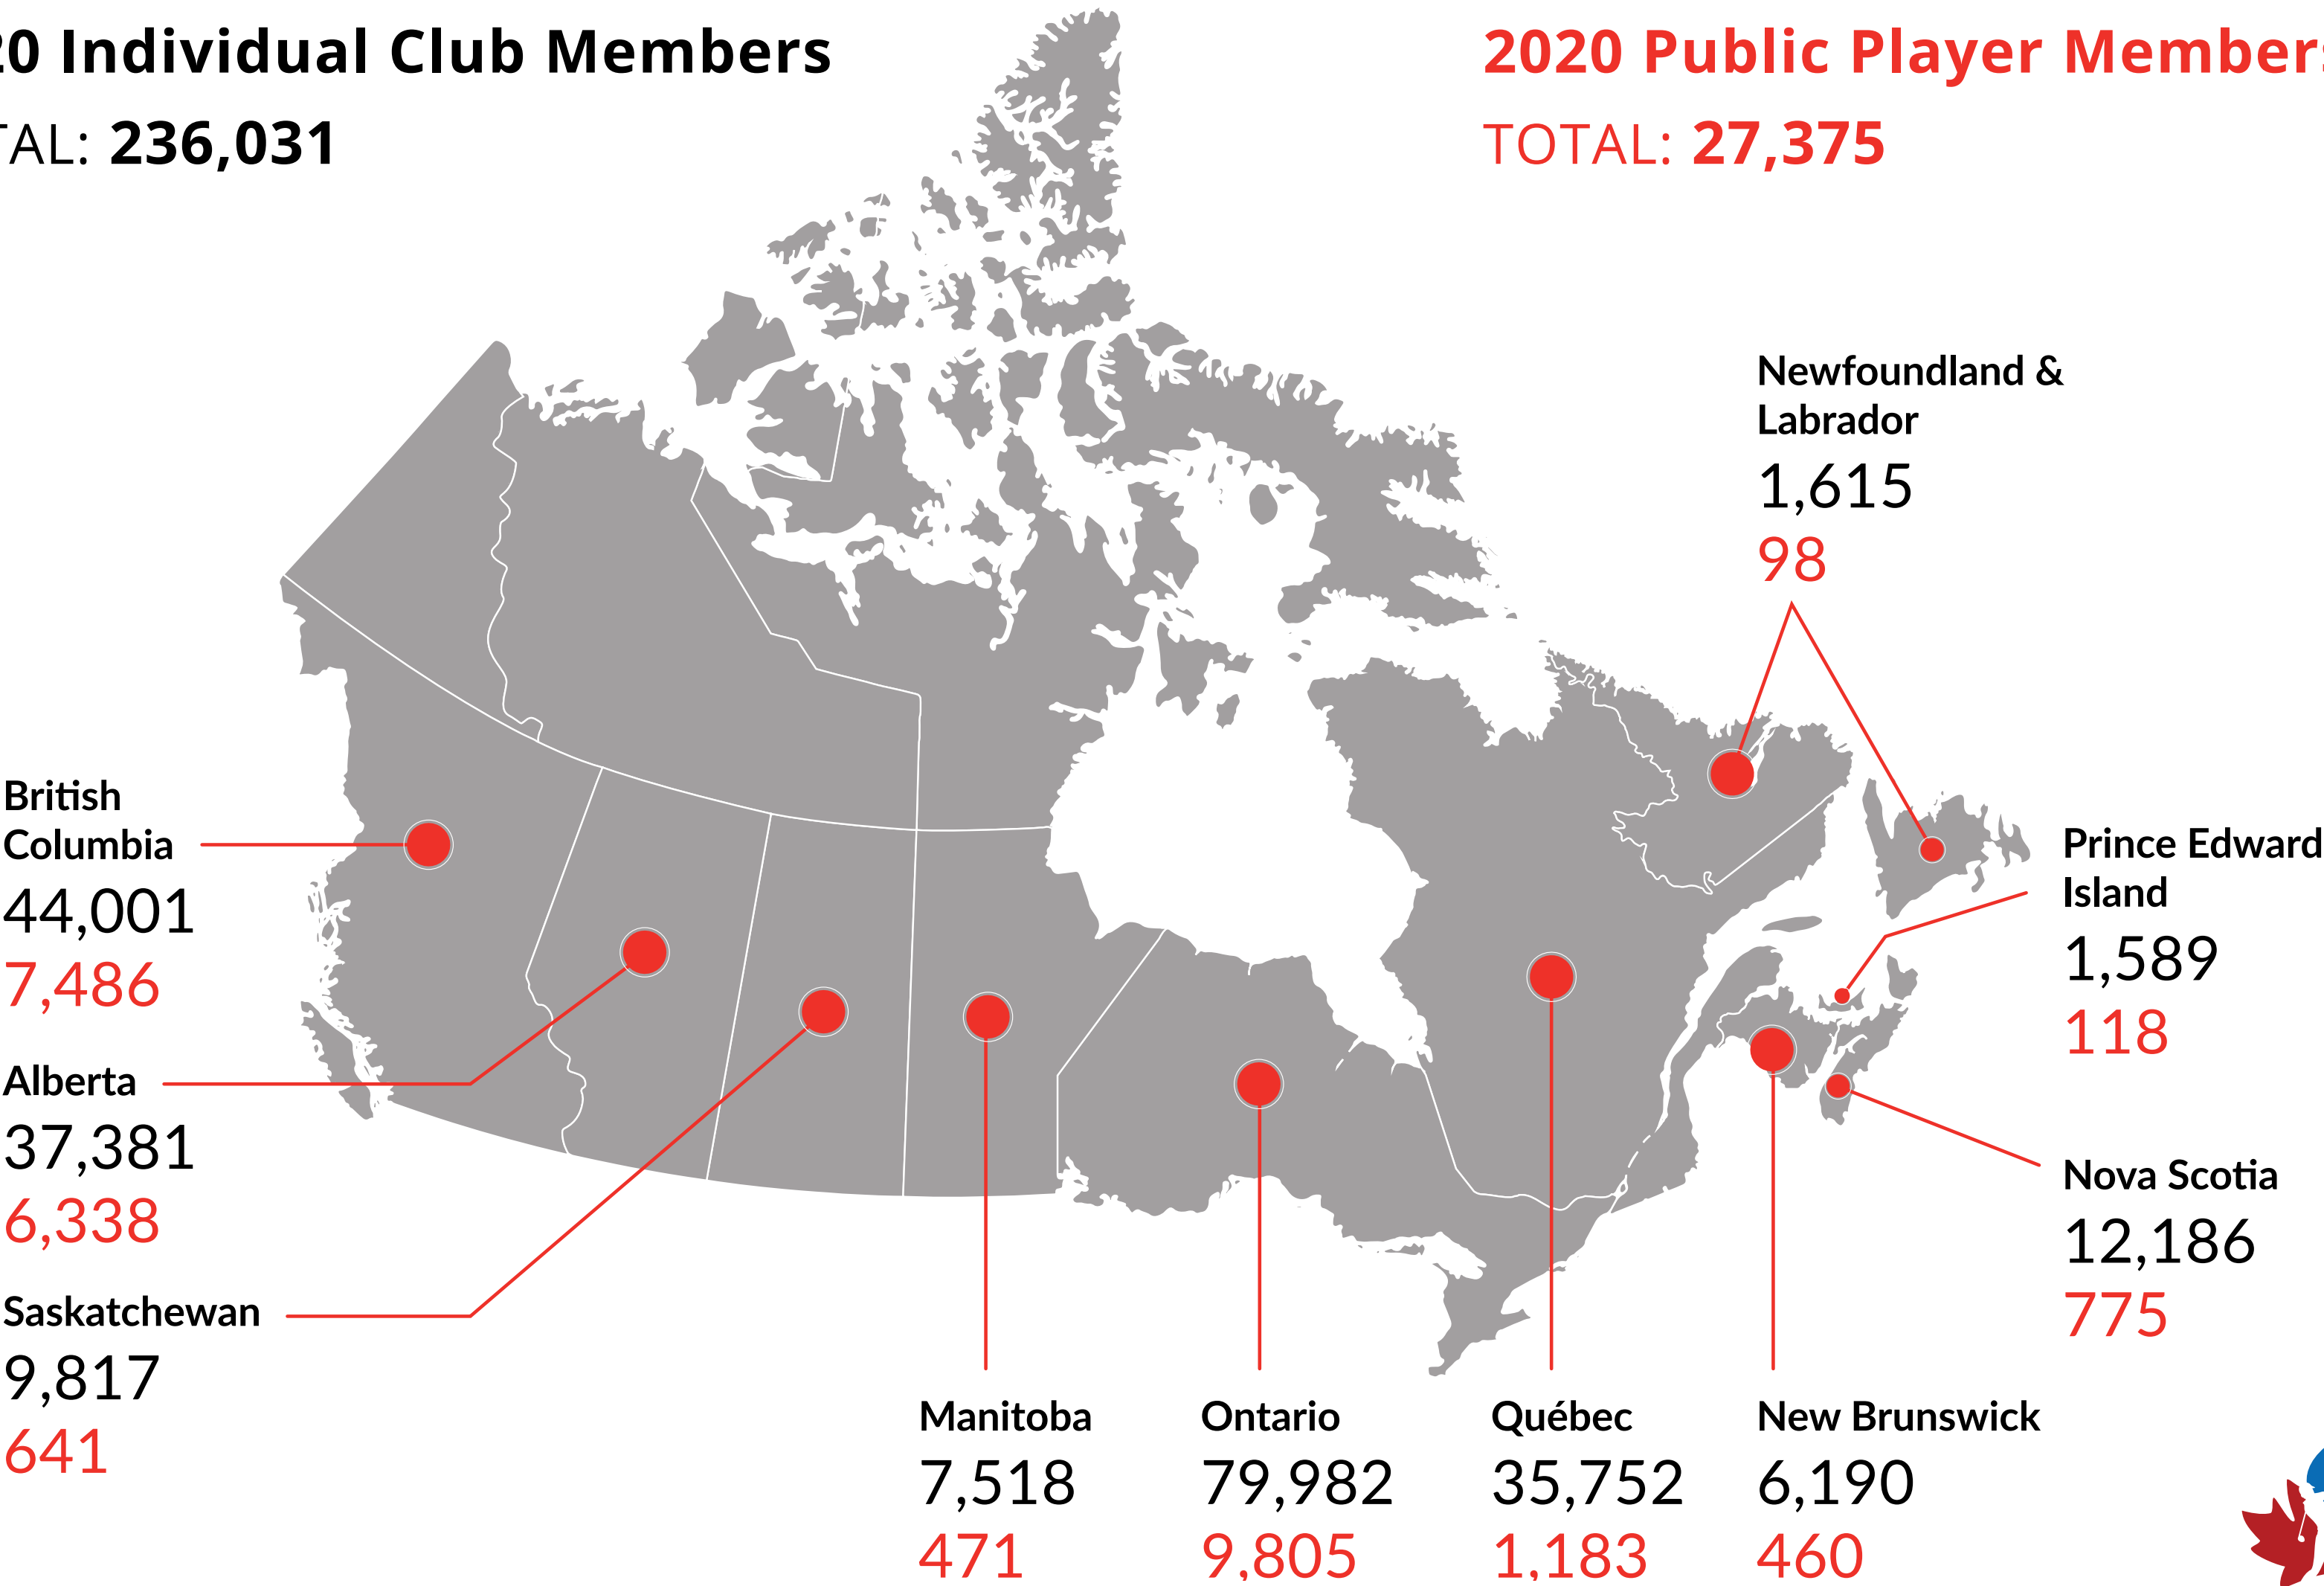 20 Individual Club Members
TAL: 236,031
2020 Public Player Members
TOTAL: 27,375
Newfoundland &
Labrador
1,615
98
British
Columbia
44,001
7,486
Prince Edward
Island
1,589
118
Alberta
37,381
6,338
Nova Scotia
12,186
775
Saskatchewan
9,817
641
Manitoba
7,518
471
Ontario
79,982
9,805
Québec
35,752
1,183
New Brunswick
6,190
460